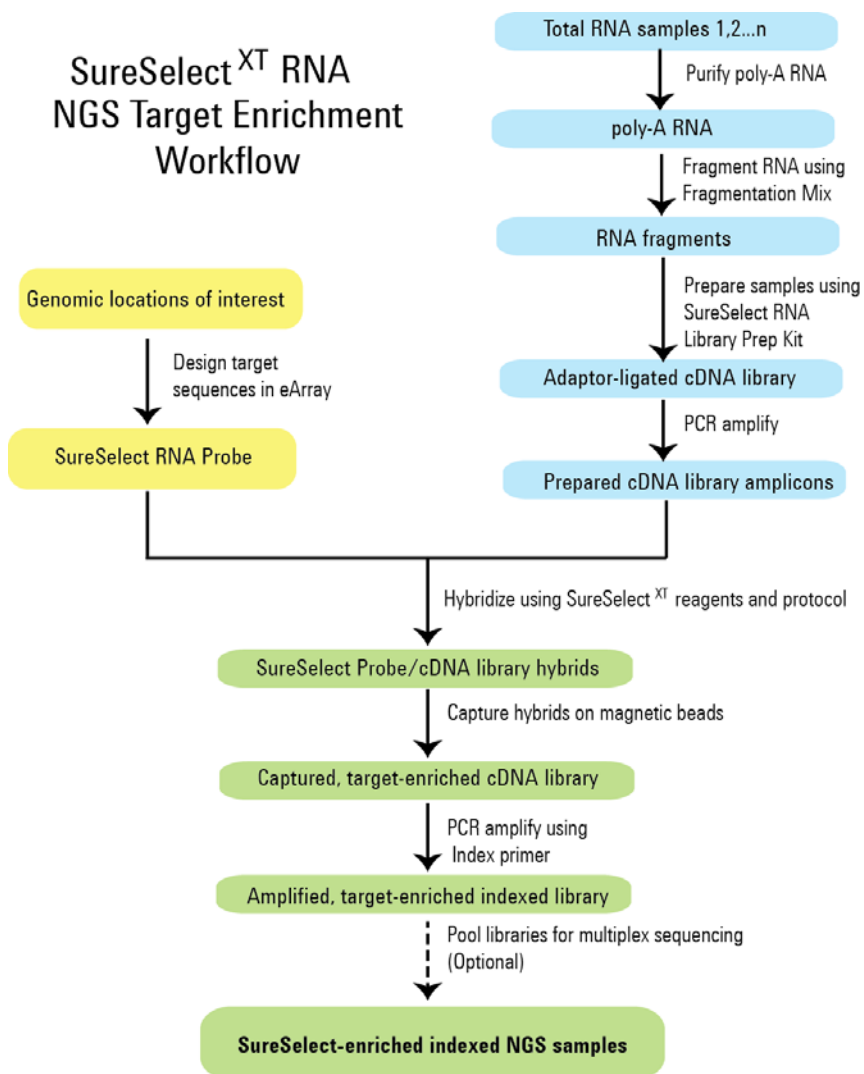 SureSelect XT RNA
NGS Target Enrichment
Workflow
Total RNA samples 1,2...n
Purify poly-A RNA
poly-A RNA
Fragment RNA using
Fragmentation Mix
RNA fragments
Prepare samples using
SureSelect RNA
Library Prep Kit
Adaptor-ligated cDNA library
PCR amplify
Prepared cDNA library amplicons
Genomic locations of interest
Design target
sequences in eArray
SureSelect RNA Probe
Hybridize using SureSelect XT reagents and protocol
SureSelect Probe/cDNA library hybrids
Capture hybrids on magnetic beads
Captured, target-enriched cDNA library
PCR amplify using
Index primer
Amplified, target-enriched indexed library
Pool libraries for multiplex sequencing
(Optional)
SureSelect-enriched indexed NGS samples